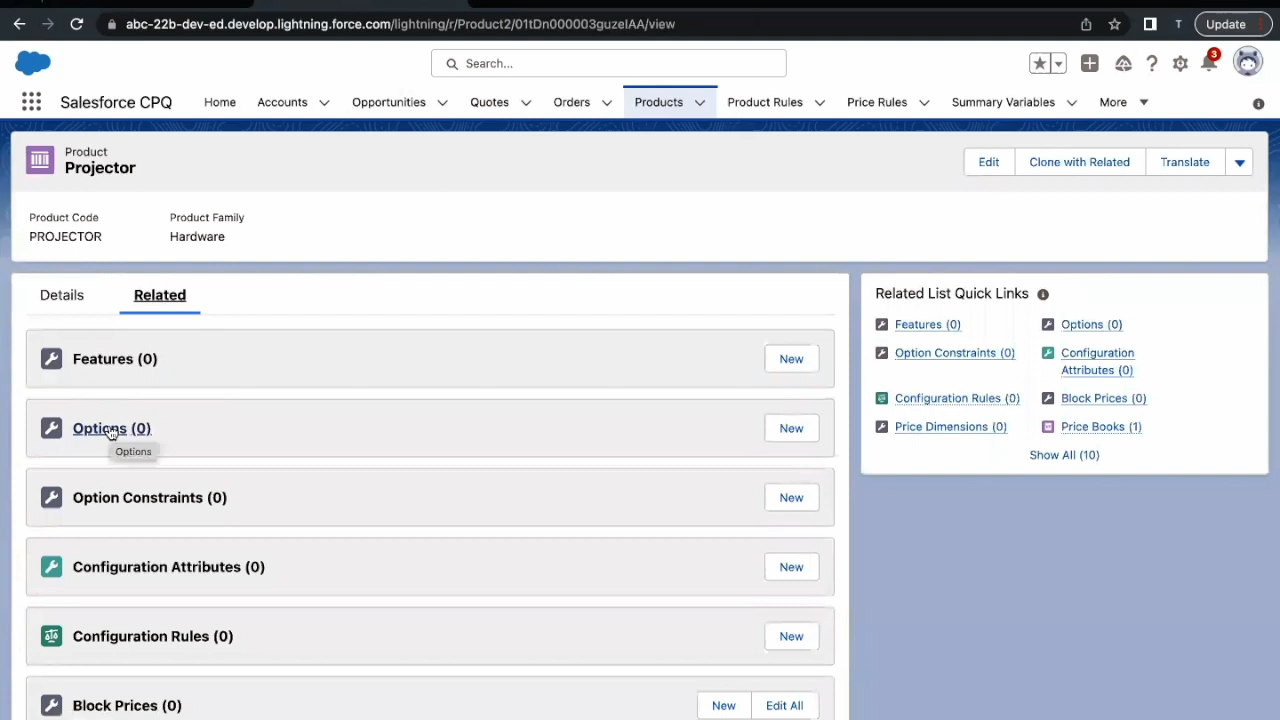 abc-22b-dev-ed.develop.lightning.force.com/lightning/r/Product2/01tDn000003guzeIAA/view
T
Update
Search...
3
Salesforce CPQ
Home
Accounts
Opportunities
Quotes
Orders
Products
Product Rules
Price Rules
Summary Variables
More
Product
Projector
Edit
Clone with Related
Translate
Product Code
Product Family
PROJECTOR
Hardware
Details
Related
Features (0)
New
Options (0)
New
Options
Option Constraints (0)
New
Configuration Attributes (0)
New
Configuration Rules (0)
New
Block Prices (0)
New
Edit All
Related List Quick Links
Features (0)
Options (0)
Option Constraints (0)
Configuration
Attributes (0)
Configuration Rules (0)
Block Prices (0)
Price Dimensions (0)
Price Books (1)
Show All (10)